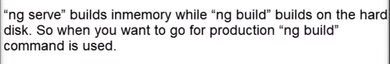 “ng serve” builds inmemory while “ng build” builds on the hard
disk. So when you want to go for production “ng build”
command is used.